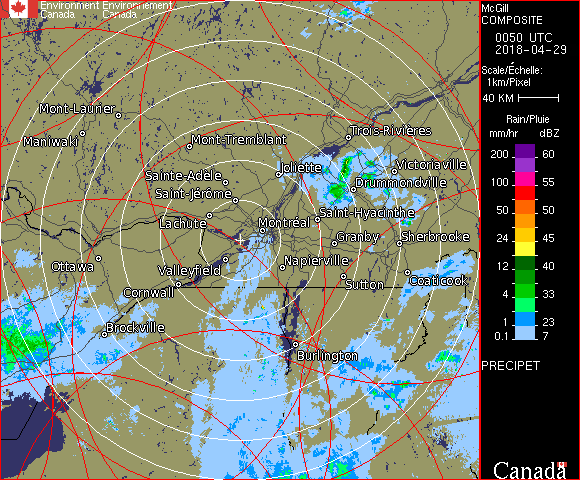 Environment Environnement
Canada Canada
McGill
COMPOSITE
0050 UTC
2018-04-29
Scale/Échelle:
1km/Pixel
40 KM
Rain/Pluie
mm/hr dBZ
200 60
100 55
50 50
24 45
12 40
4 33
1 23
0.1 7
PRECIPET
Canada
Mont-Laurier
Maniwaki
Mont-Tremblant
Trois-Rivières
Joliette
Victoriaville
Sainte-Adèle
Drummondville
Saint-Jérôme
Lachute
Saint-Hyacinthe
Montréal
Granby
Sherbrooke
Ottawa
Valleyfield
Napierville
Cornwall
Sutton
Coaticook
Brockville
Burlington